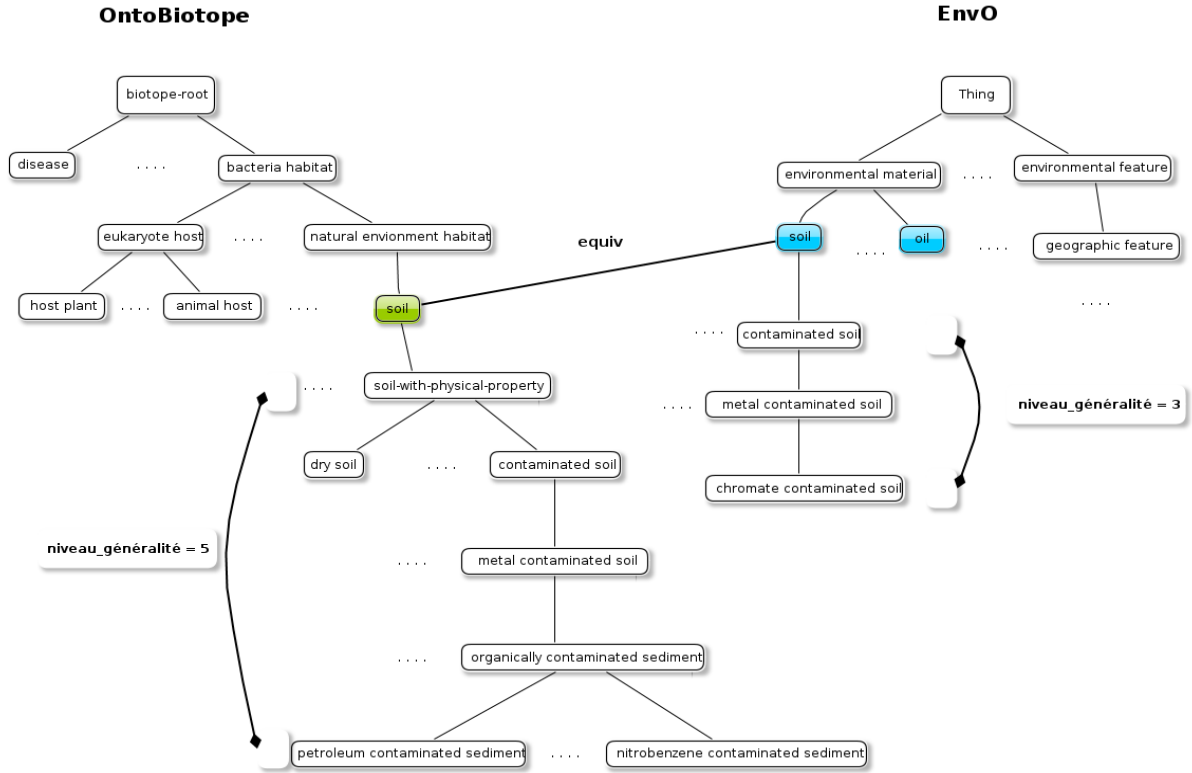 OntoBiotope
EnvO
biotope-root
Thing
disease
. . . .
bacteria habitat
environmental material
. . . .
environmental feature
eukaryote host
. . . .
natural envionment habitat
equiv
soil
. . . .
oil
. . . .
geographic feature
host plant
. . . .
animal host
. . . .
soil
. . . .
. . . .
contaminated soil
. . . .
soil-with-physical-property
. . . .
metal contaminated soil
niveau_généralité = 3
dry soil
. . . .
contaminated soil
chromate contaminated soil
niveau_généralité = 5
. . . .
metal contaminated soil
. . . .
organically contaminated sediment
petroleum contaminated sediment
. . . .
nitrobenzene contaminated sediment